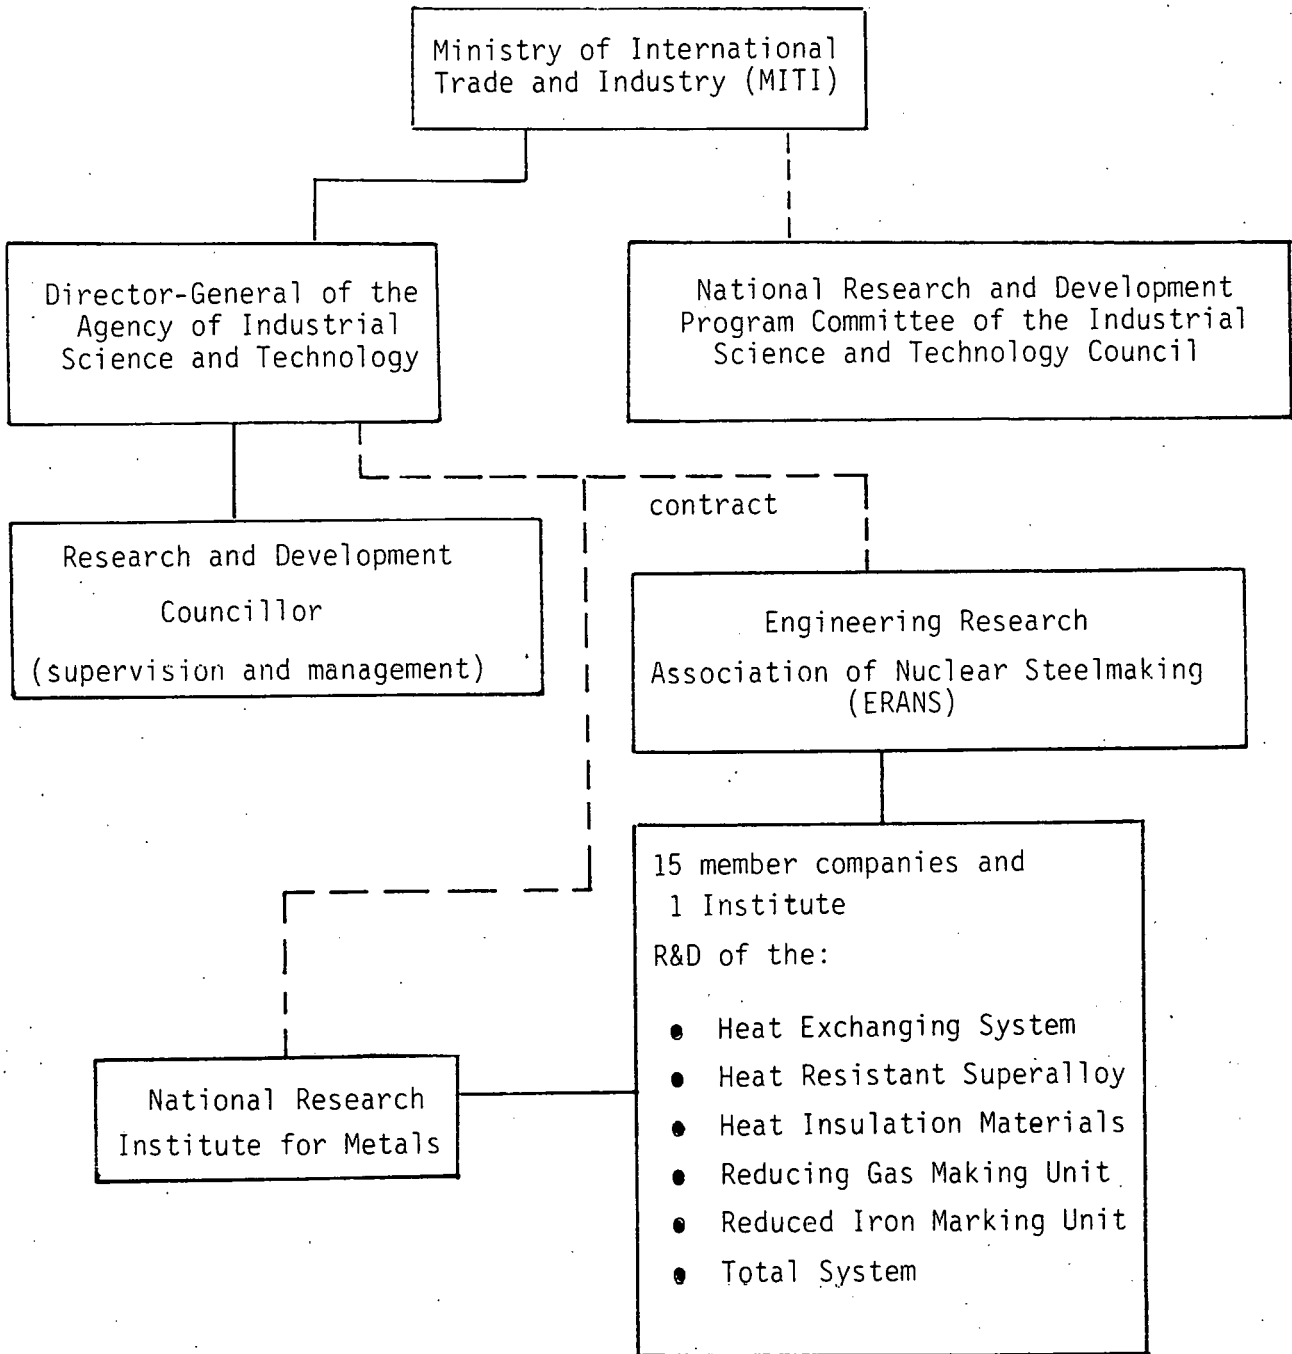 Ministry of International
Trade and Industry (MITI)
Director-General of the
Agency of Industrial
Science and Technology
National Research and Development
Program Committee of the Industrial
Science and Technology Council
contract
Research and Development
Councillor
(supervision and management)
Engineering Research
Association of Nuclear Steelmaking
(ERANS)
15 member companies and
1 Institute
R&D of the:
● Heat Exchanging System
● Heat Resistant Superalloy
● Heat Insulation Materials
● Reducing Gas Making Unit
● Reduced Iron Marking Unit
● Total System
National Research
Institute for Metals